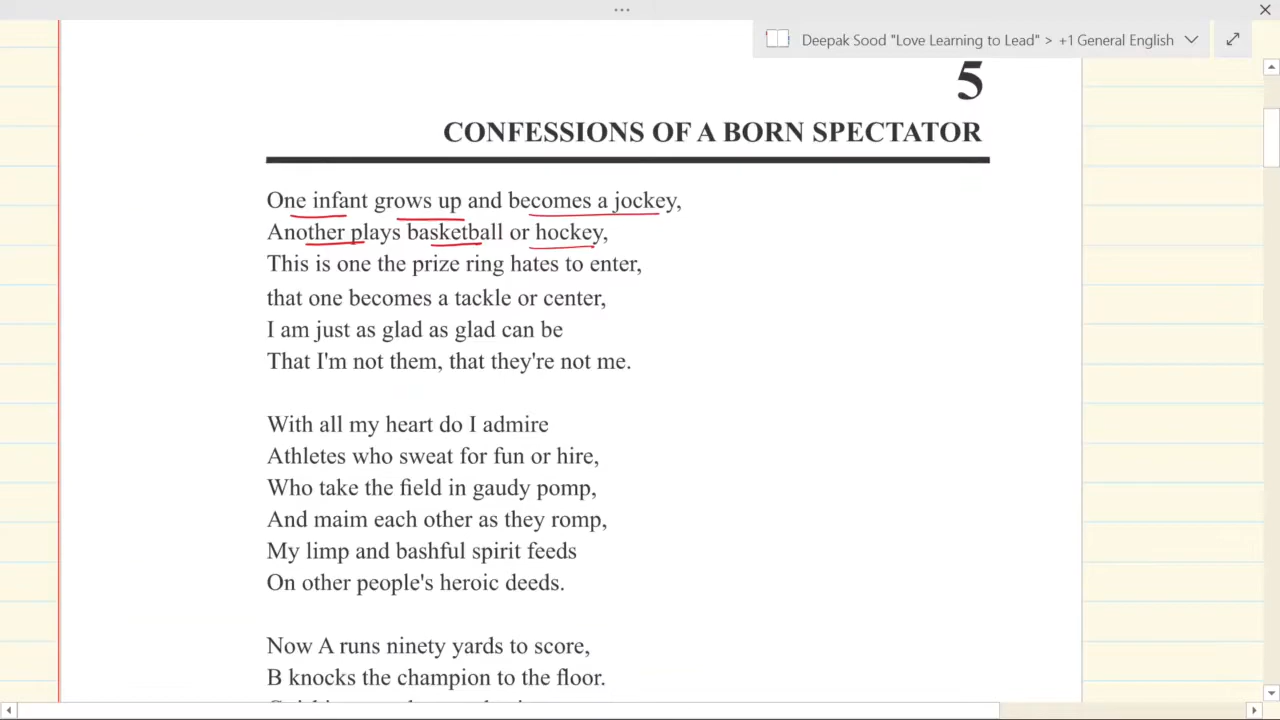 Deepak Sood "Love Learning to Lead" > +1 General English
5
CONFESSIONS OF A BORN SPECTATOR
One infant grows up and becomes a jockey,
Another plays basketball or hockey,
This is one the prize ring hates to enter,
that one becomes a tackle or center,
I am just as glad as glad can be
That I'm not them, that they're not me.
With all my heart do I admire
Athletes who sweat for fun or hire,
Who take the field in gaudy pomp,
And maim each other as they romp,
My limp and bashful spirit feeds
On other people's heroic deeds.
Now A runs ninety yards to score,
B knocks the champion to the floor.